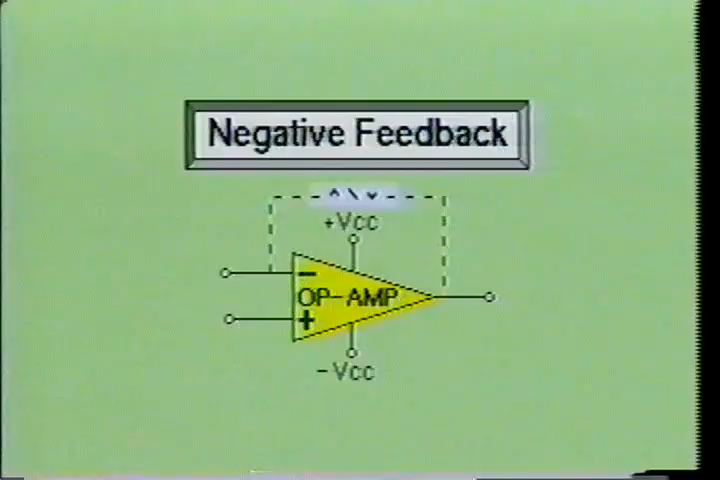 Negative Feedback
+Vcc
−
OP-AMP
+
−Vcc